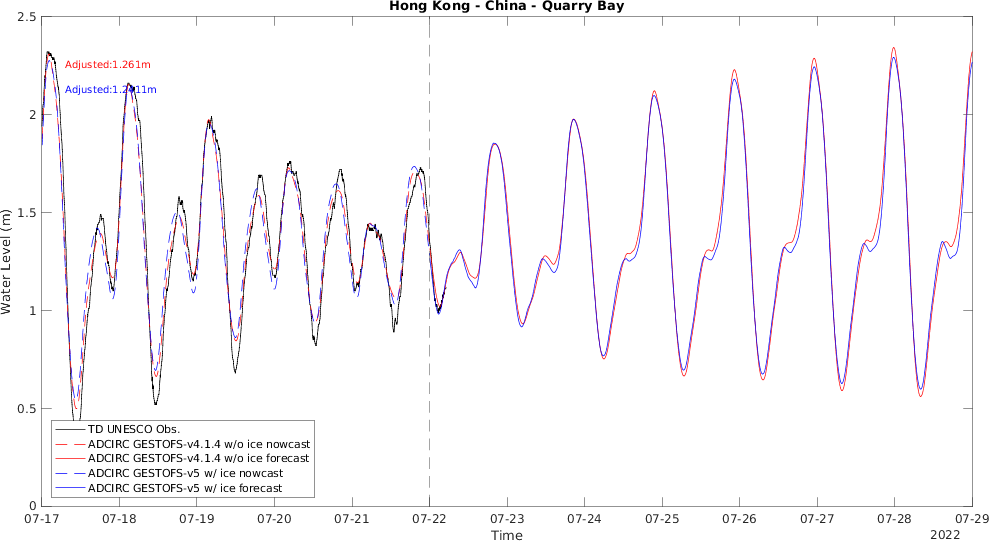 Hong Kong - China - Quarry Bay
2.5
2
1.5
1
0.5
0
Water Level (m)
Adjusted:1.261m
Adjusted:1.2411m
TD UNESCO Obs.
ADCIRC GESTOFS-v4.1.4 w/o ice nowcast
ADCIRC GESTOFS-v4.1.4 w/o ice forecast
ADCIRC GESTOFS-v5 w/ ice nowcast
ADCIRC GESTOFS-v5 w/ ice forecast
07-17 07-18 07-19 07-20 07-21 07-22 07-23 07-24 07-25 07-26 07-27 07-28 07-29
Time
2022